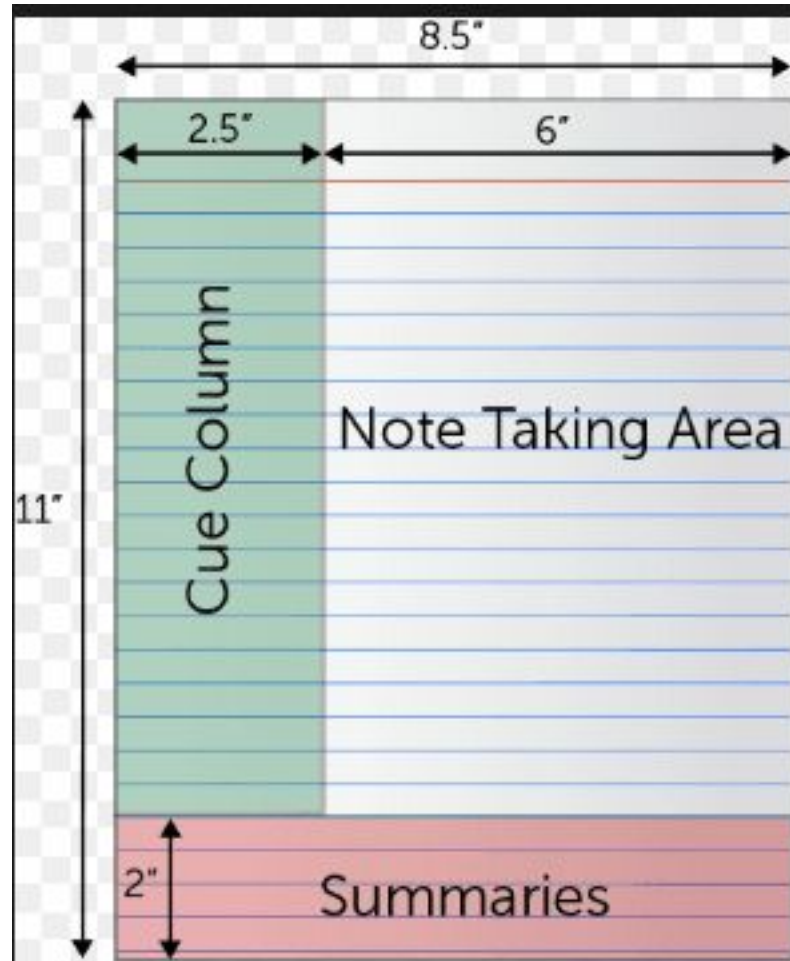 8.5″
2.5″ 6″
Cue Column
Note Taking Area
11″
2″
Summaries